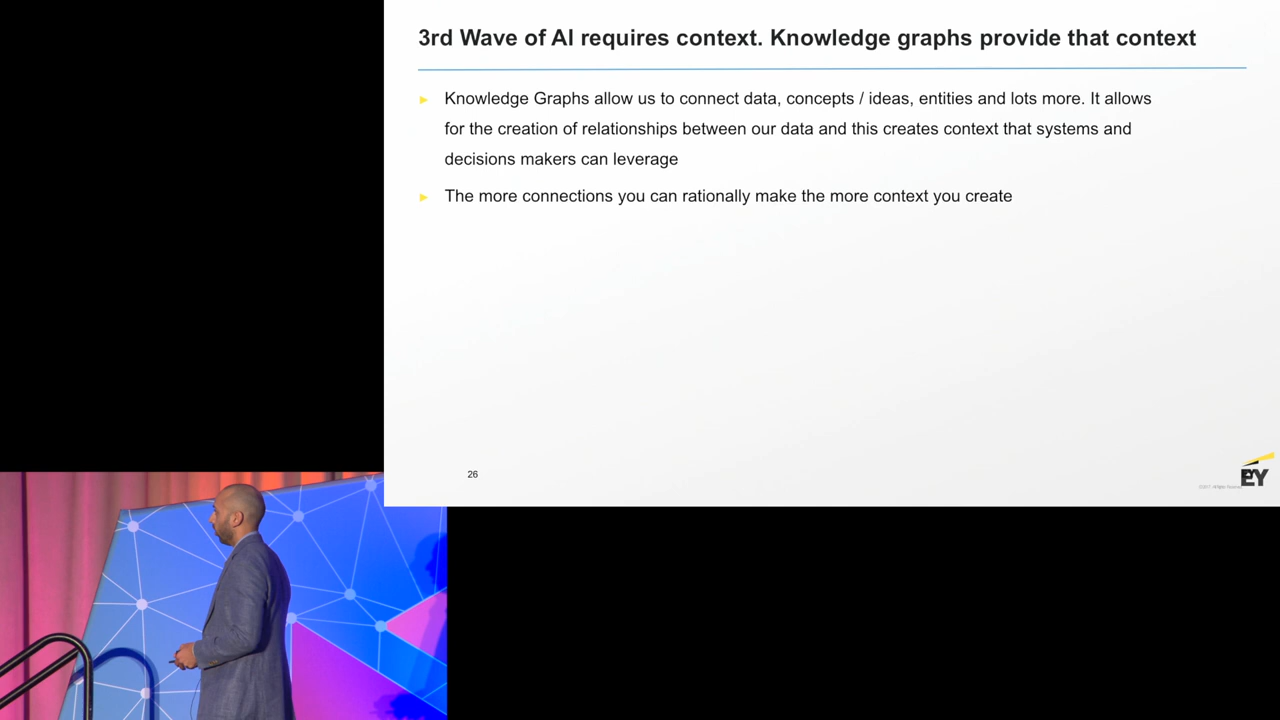 3rd Wave of AI requires context. Knowledge graphs provide that context
Knowledge Graphs allow us to connect data, concepts / ideas, entities and lots more. It allows
for the creation of relationships between our data and this creates context that systems and
decisions makers can leverage
The more connections you can rationally make the more context you create
26
EY